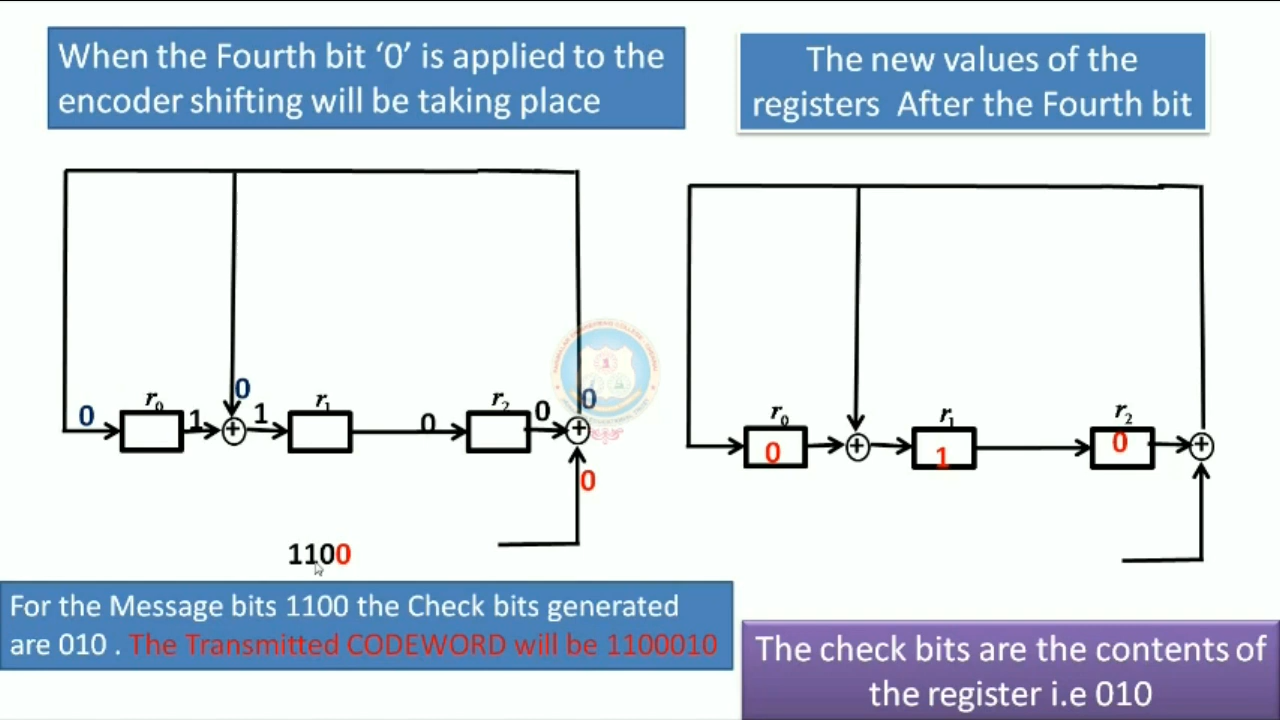 When the Fourth bit ‘0’ is applied to the
encoder shifting will be taking place
The new values of the
registers After the Fourth bit
0 r0 1 0 1 r1 0 r2 0 0
0
1100
r0 r1 r2
0 1 0
For the Message bits 1100 the Check bits generated
are 010 . The Transmitted CODEWORD will be 1100010
The check bits are the contents of
the register i.e 010